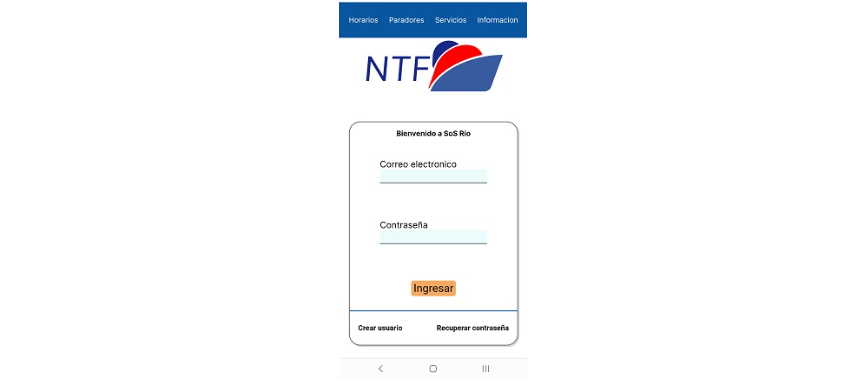 Horarios Paradores Servicios Informacion
NTF
Bienvenido a SoS Rio
Correo electronico
Contraseña
Ingresar
Crear usuario Recuperar contraseña